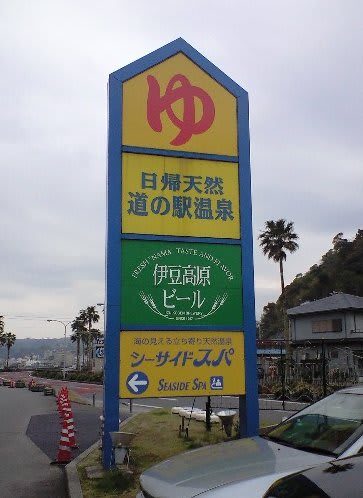 ゆ
日帰天然
道の駅温泉
FRESH TASTE AND FLAVOR
伊豆高原
ビール
海の見える立ち寄り天然温泉
シーサイドスパ
SEASIDE SPA